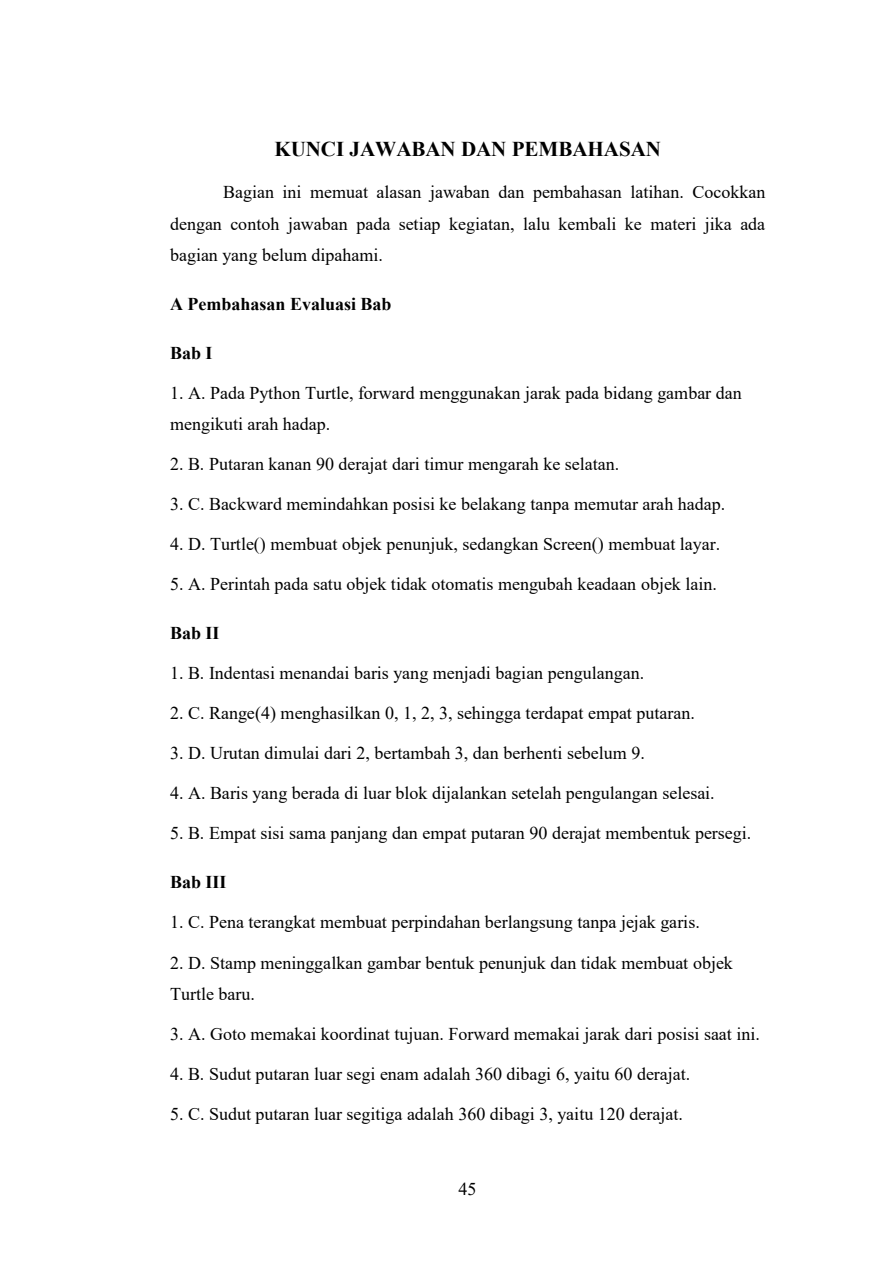 KUNCI JAWABAN DAN PEMBAHASAN
Bagian ini memuat alasan jawaban dan pembahasan latihan. Cocokkan
dengan contoh jawaban pada setiap kegiatan, lalu kembali ke materi jika ada
bagian yang belum dipahami.
A Pembahasan Evaluasi Bab
Bab I
1. A. Pada Python Turtle, forward menggunakan jarak pada bidang gambar dan
mengikuti arah hadap.
2. B. Putaran kanan 90 derajat dari timur mengarah ke selatan.
3. C. Backward memindahkan posisi ke belakang tanpa memutar arah hadap.
4. D. Turtle() membuat objek penunjuk, sedangkan Screen() membuat layar.
5. A. Perintah pada satu objek tidak otomatis mengubah keadaan objek lain.
Bab II
1. B. Indentasi menandai baris yang menjadi bagian pengulangan.
2. C. Range(4) menghasilkan 0, 1, 2, 3, sehingga terdapat empat putaran.
3. D. Urutan dimulai dari 2, bertambah 3, dan berhenti sebelum 9.
4. A. Baris yang berada di luar blok dijalankan setelah pengulangan selesai.
5. B. Empat sisi sama panjang dan empat putaran 90 derajat membentuk persegi.
Bab III
1. C. Pena terangkat membuat perpindahan berlangsung tanpa jejak garis.
2. D. Stamp meninggalkan gambar bentuk penunjuk dan tidak membuat objek
Turtle baru.
3. A. Goto memakai koordinat tujuan. Forward memakai jarak dari posisi saat ini.
4. B. Sudut putaran luar segi enam adalah 360 dibagi 6, yaitu 60 derajat.
5. C. Sudut putaran luar segitiga adalah 360 dibagi 3, yaitu 120 derajat.
45